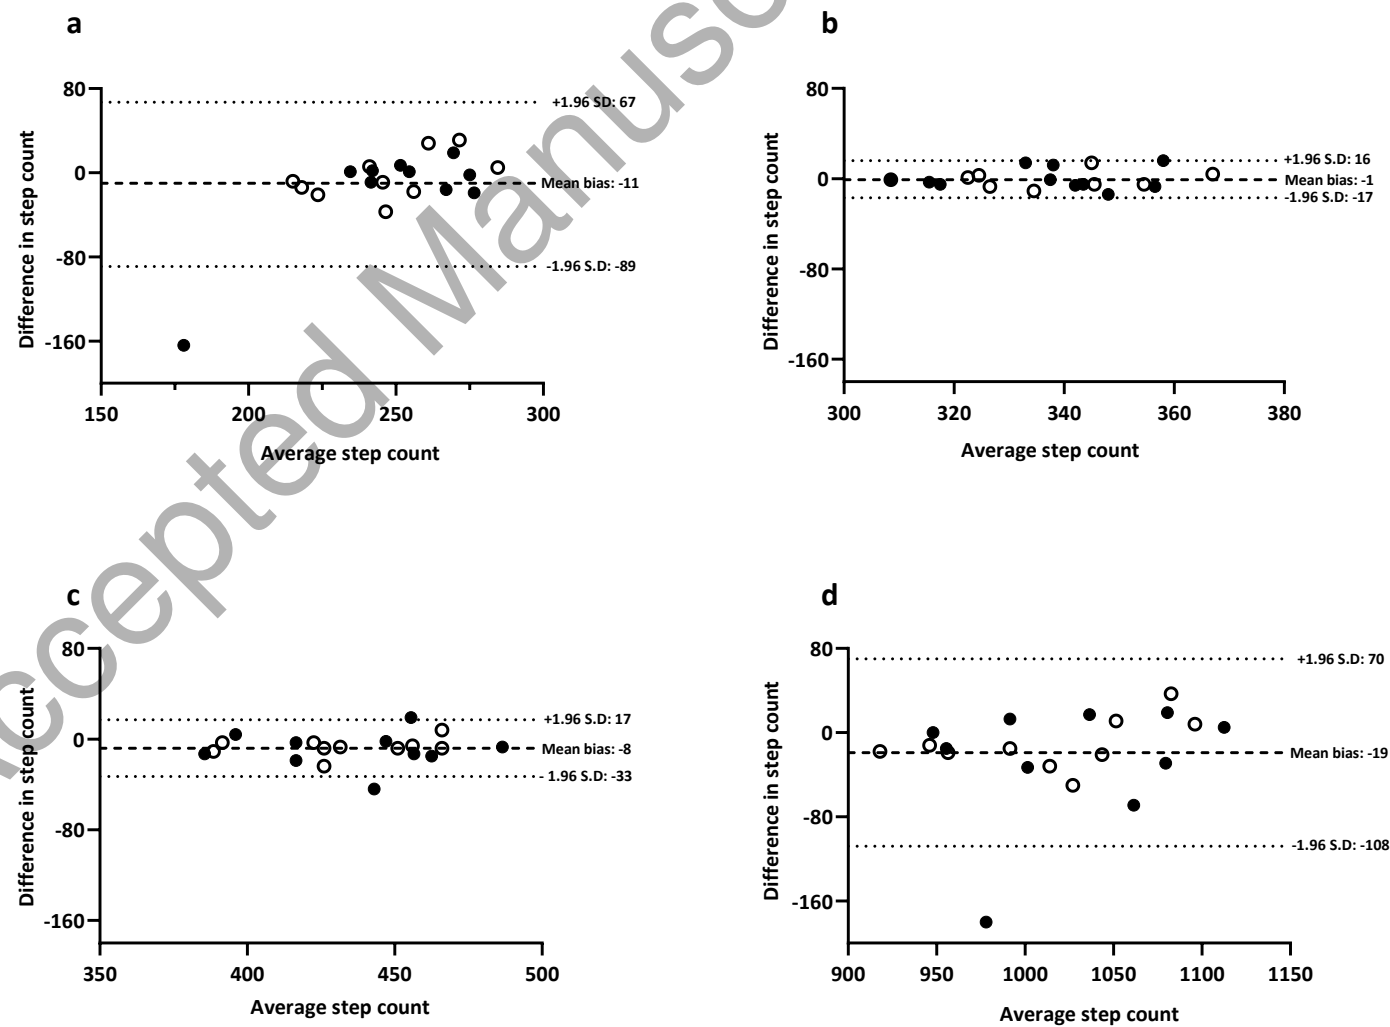 a
80
0
-80
-160
Difference in step count
+1.96 SD: 67
Mean bias: -11
-1.96 S.D: -89
150
200
250
300
Average step count
b
80
0
-80
-160
Difference in step count
+1.96 S.D: 16
Mean bias: -1
-1.96 S.D: -17
300
320
340
360
380
Average step count
c
80
0
-80
-160
Difference in step count
+1.96 S.D: 17
Mean bias: -8
- 1.96 S.D: -33
350
400
450
500
Average step count
d
80
0
-80
-160
Difference in step count
+1.96 S.D: 70
Mean bias: -19
-1.96 S.D: -108
900
950
1000
1050
1100
1150
Average step count
ccepted Manusc